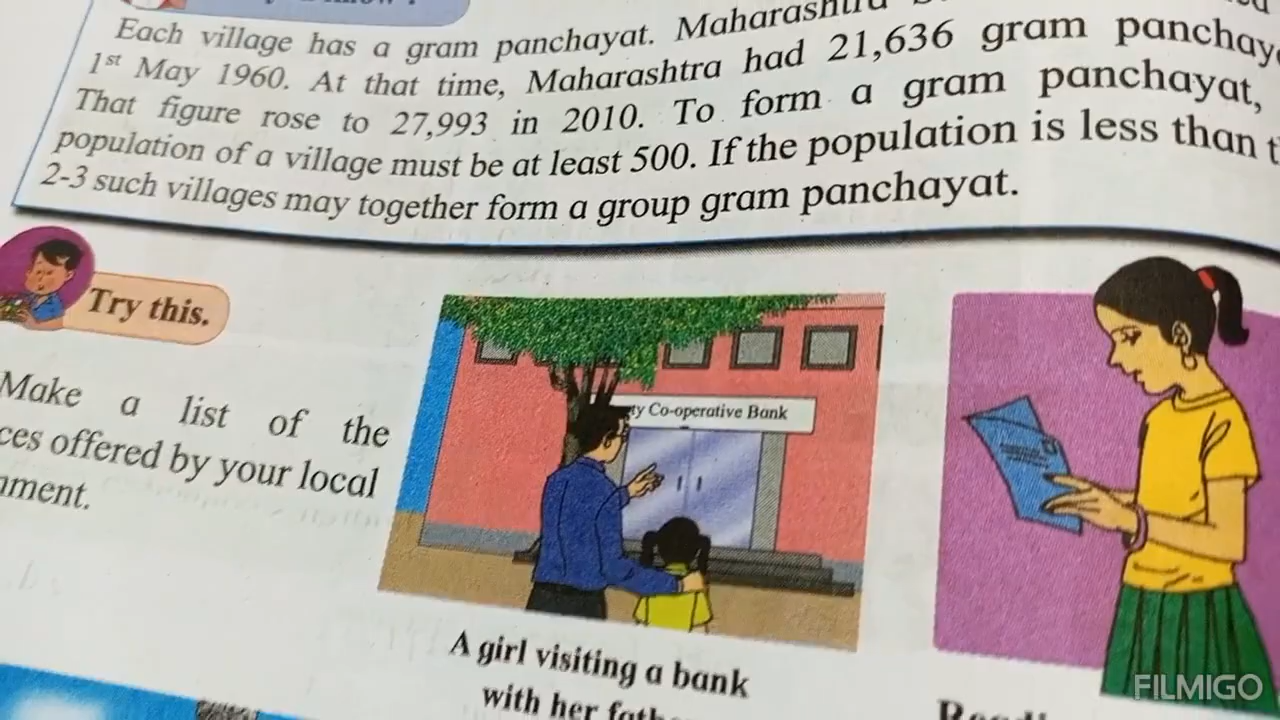 Each village has a gram panchayat. Maharashtra
1st May 1960. At that time, Maharashtra had 21,636 gram
That figure rose to 27,993 in 2010. To form a gram panchayat,
population of a village must be at least 500. If the population is less than
2-3 such villages may together form a group gram panchayat.
Try this.
Make a list of the
offered by your local
Co-operative Bank
A girl visiting a bank
with her
FILMIGO